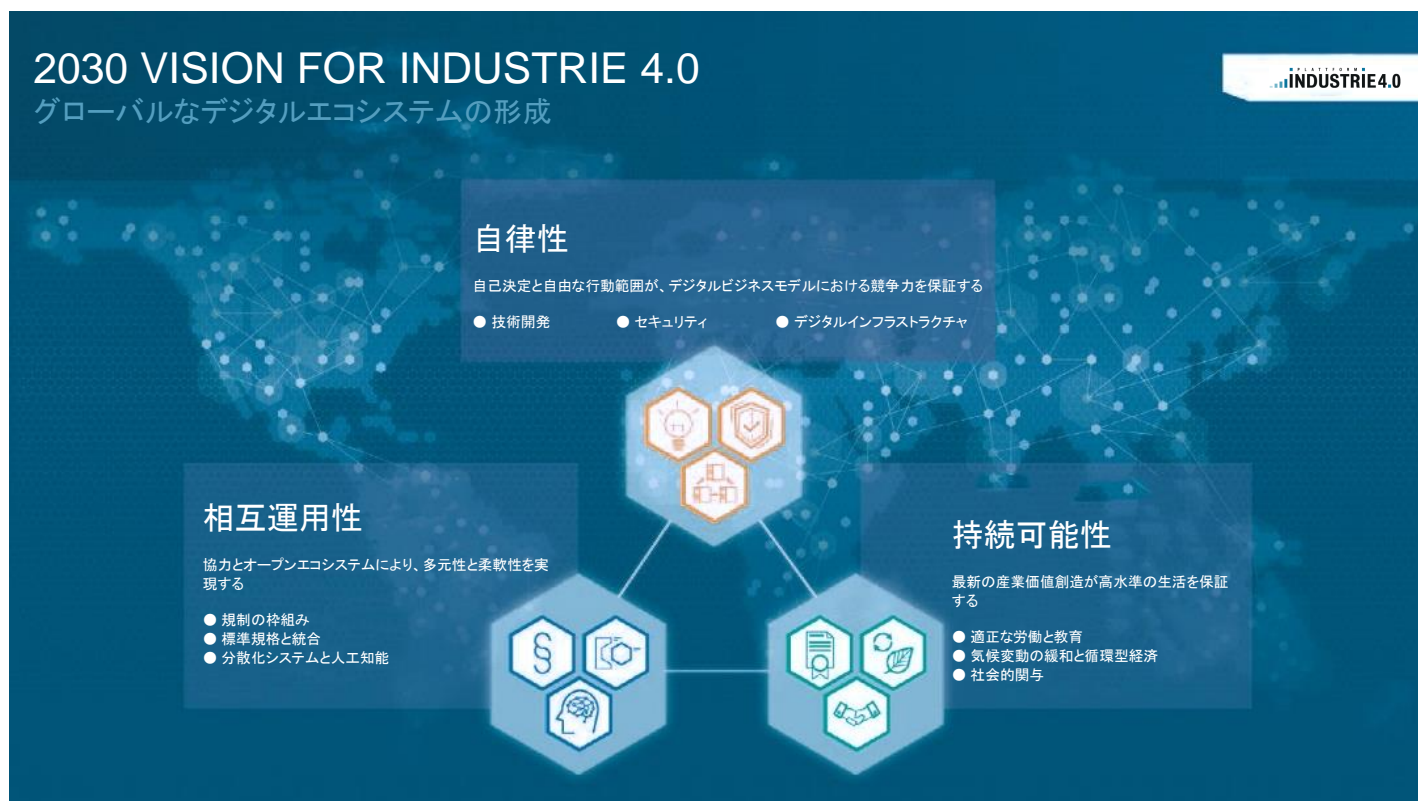 2030 VISION FOR INDUSTRIE 4.0
グローバルなデジタルエコシステムの形成
PLATTFORM
INDUSTRIE4.0
自律性
自己決定と自由な行動範囲が、デジタルビジネスモデルにおける競争力を保証する
● 技術開発 ● セキュリティ ● デジタルインフラストラクチャ
相互運用性
協力とオープンエコシステムにより、多元性と柔軟性を実
現する
● 規制の枠組み
● 標準規格と統合
● 分散化システムと人工知能
持続可能性
最新の産業価値創造が高水準の生活を保証
する
● 適正な労働と教育
● 気候変動の緩和と循環型経済
● 社会的関与
§